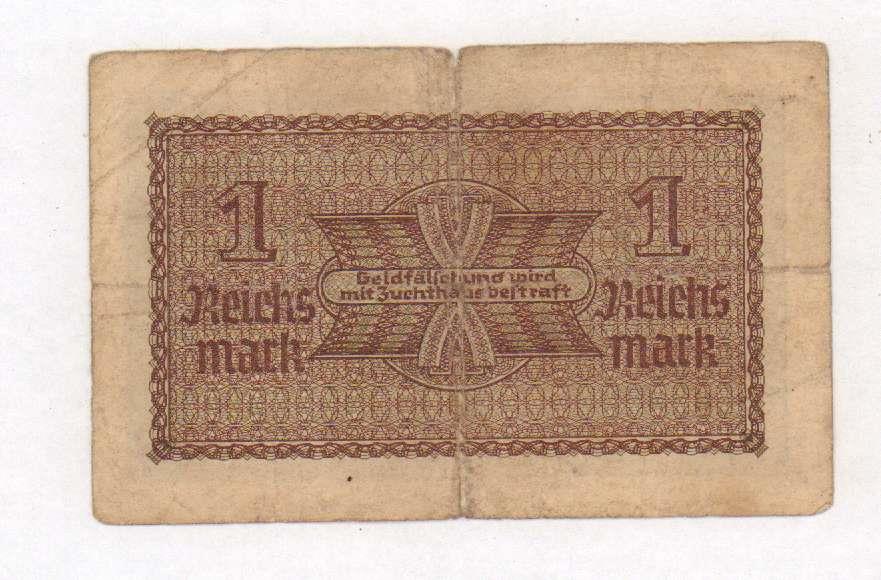 1
Reichs
mark
Geldfälschung wird
mit Zuchthaus bestraft
1
Reichs
mark